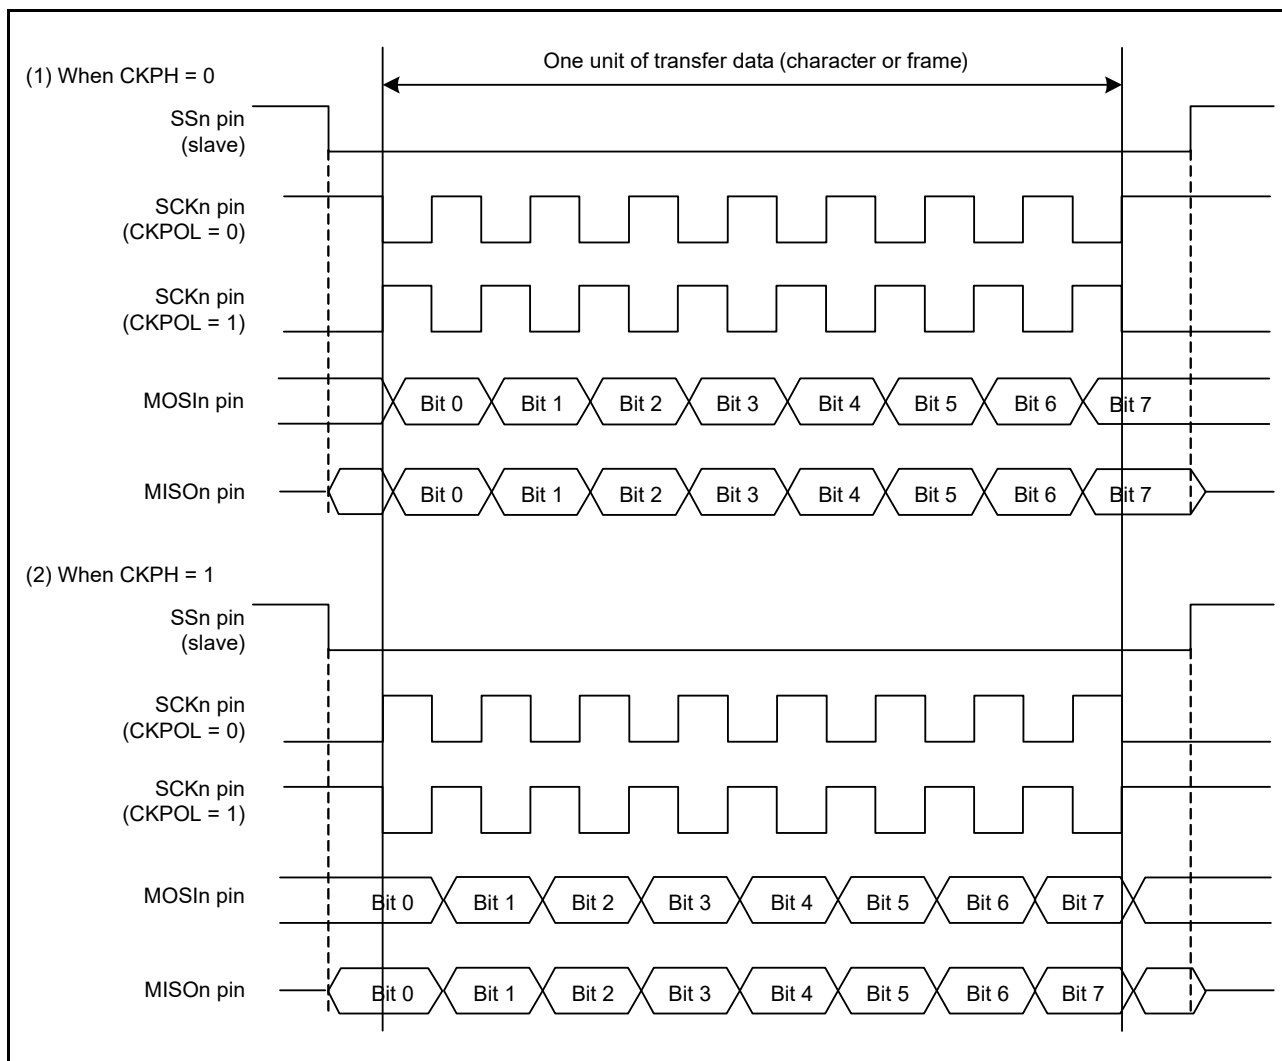 One unit of transfer data (character or frame)
(1) When CKPH = 0
SSn pin
(slave)
SCKn pin
(CKPOL = 0)
SCKn pin
(CKPOL = 1)
MOSIn pin
Bit 0 Bit 1 Bit 2 Bit 3 Bit 4 Bit 5 Bit 6 Bit 7
MISOn pin
Bit 0 Bit 1 Bit 2 Bit 3 Bit 4 Bit 5 Bit 6 Bit 7
(2) When CKPH = 1
SSn pin
(slave)
SCKn pin
(CKPOL = 0)
SCKn pin
(CKPOL = 1)
MOSIn pin
Bit 0 Bit 1 Bit 2 Bit 3 Bit 4 Bit 5 Bit 6 Bit 7
MISOn pin
Bit 0 Bit 1 Bit 2 Bit 3 Bit 4 Bit 5 Bit 6 Bit 7